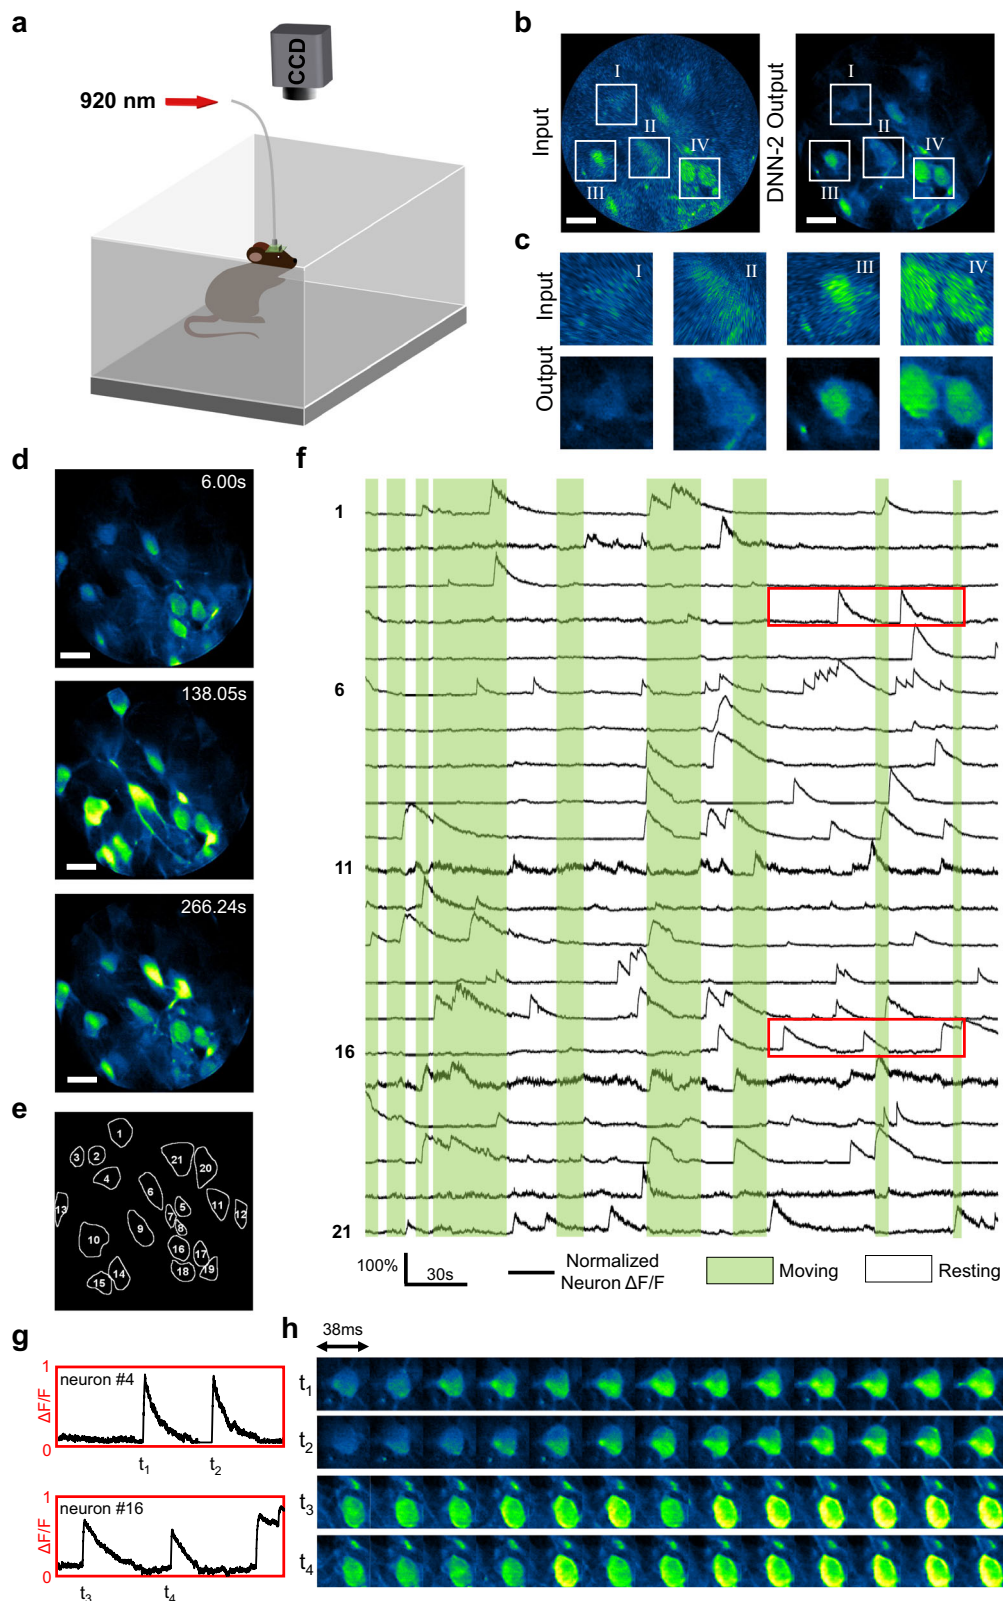 a
CCD
920 nm
b
Input
I
II
III
IV
DNN-2 Output
I
II
III
IV
c
Input
I
II
III
IV
Output
d
6.00s
138.05s
266.24s
e
1
2
3
4
5
6
7
8
9
10
11
12
13
14
15
16
17
18
19
20
21
f
1
6
11
16
21
100%
30s
Normalized
Neuron ΔF/F
Moving
Resting
g
1
ΔF/F
0
neuron #4
t1
t2
1
ΔF/F
0
neuron #16
t3
t4
h
38ms
t1
t2
t3
t4